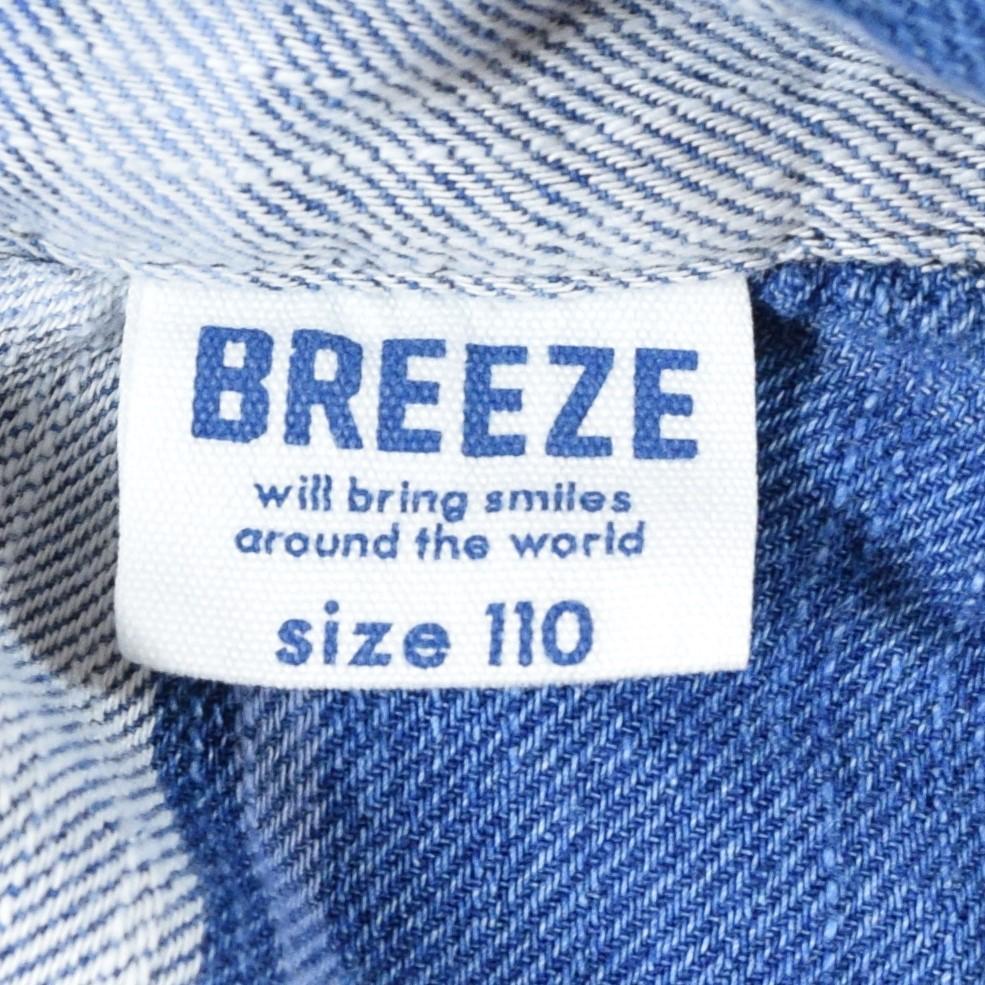 BREEZE
will bring smiles
around the world
size 110